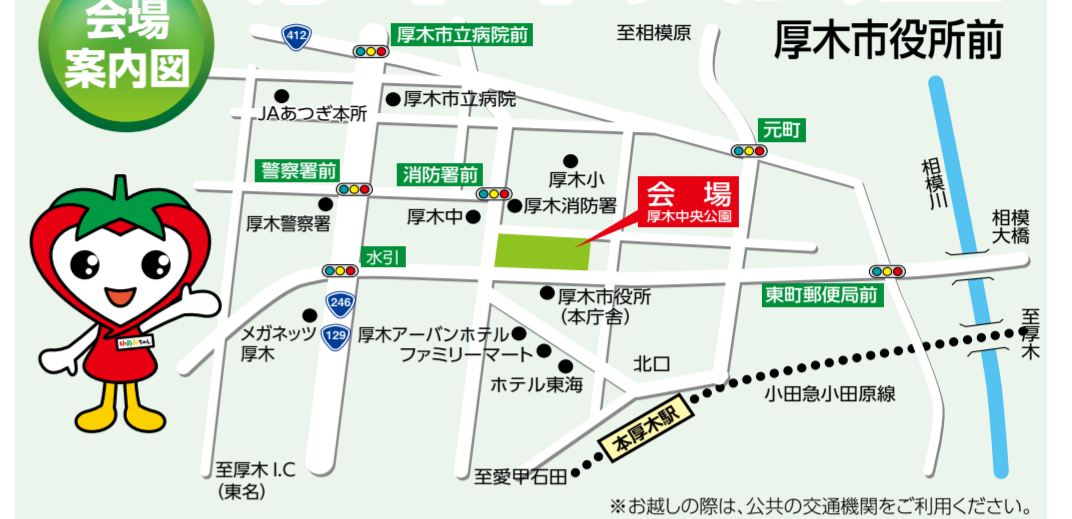 会場
案内図
412
厚木市立病院前
至相模原
厚木市役所前
JAあつぎ本所
厚木市立病院
元町
警察署前
消防署前
厚木小
会場
厚木中央公園
相模川
厚木警察署
厚木中
厚木消防署
相模
大橋
水引
東町郵便局前
246
129
厚木市役所
(本庁舎)
メガネッツ
厚木
厚木アーバンホテル
ファミリーマート
ホテル東海
北口
至厚木
小田急小田原線
本厚木駅
至厚木I.C
(東名)
至愛甲石田
※お越しの際は、公共の交通機関をご利用ください。